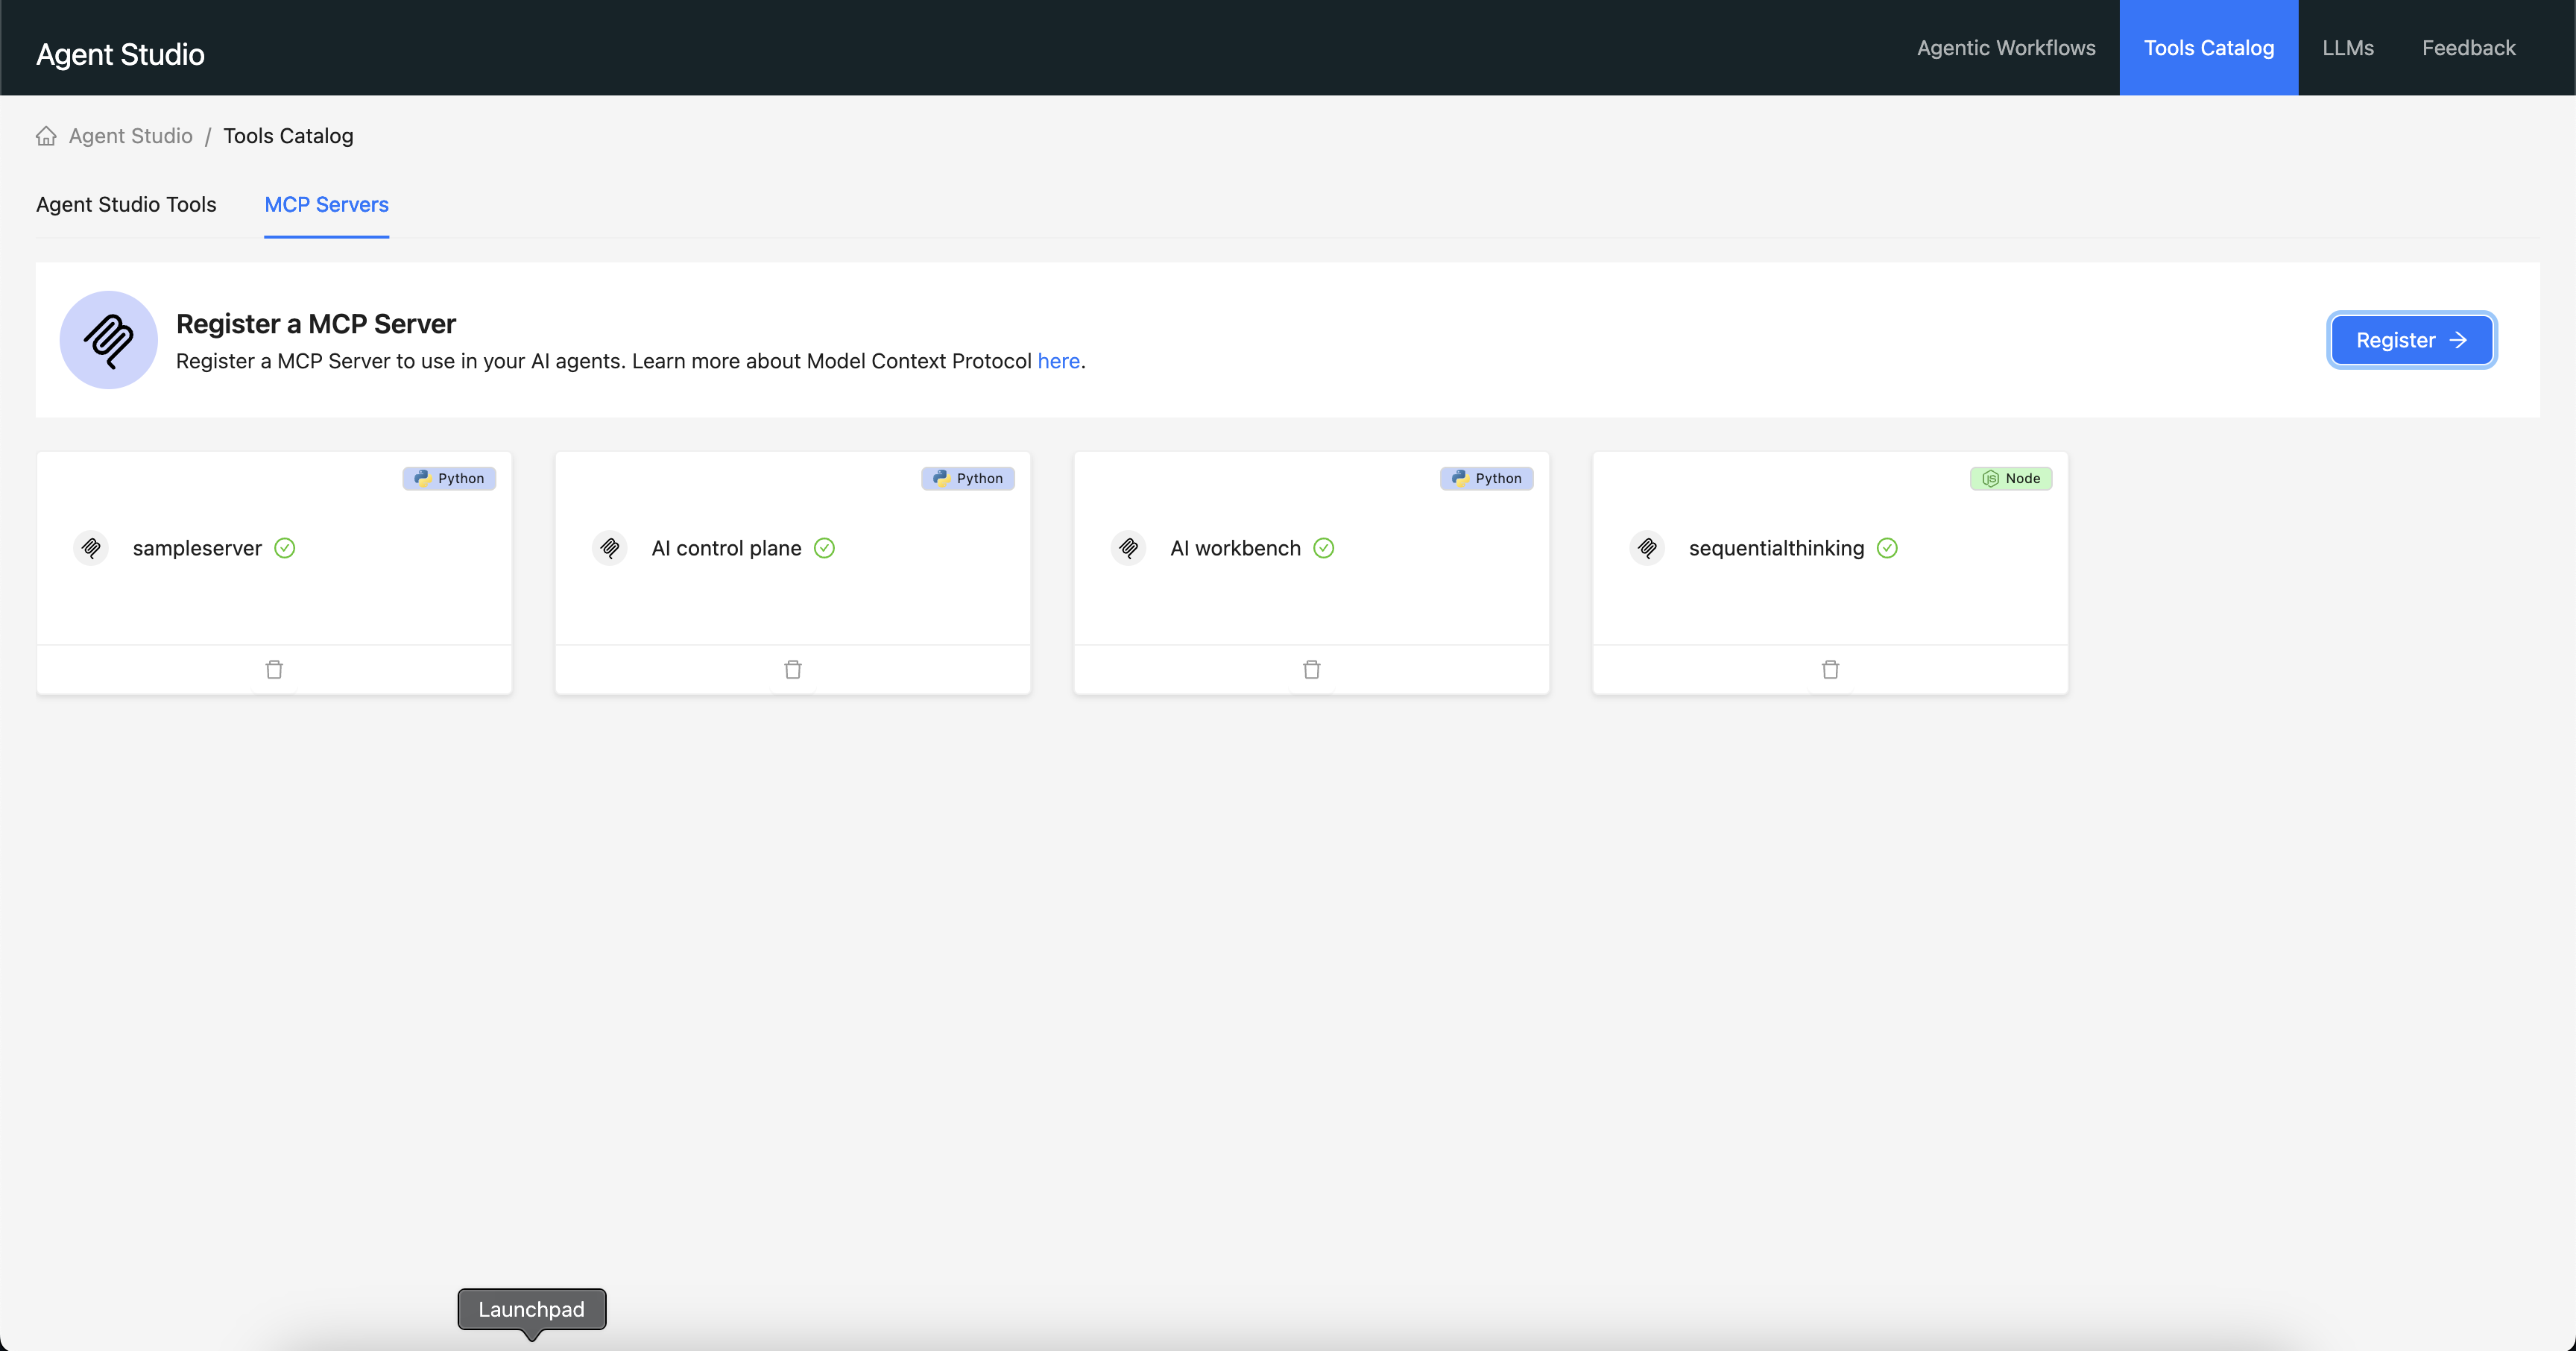 Agent Studio
Agentic Workflows
Tools Catalog
LLMs
Feedback
Agent Studio / Tools Catalog
Agent Studio Tools
MCP Servers
Register a MCP Server
Register a MCP Server to use in your AI agents. Learn more about Model Context Protocol here.
Register
Python
sampleserver
Python
AI control plane
Python
AI workbench
Node
sequentialthinking
Launchpad